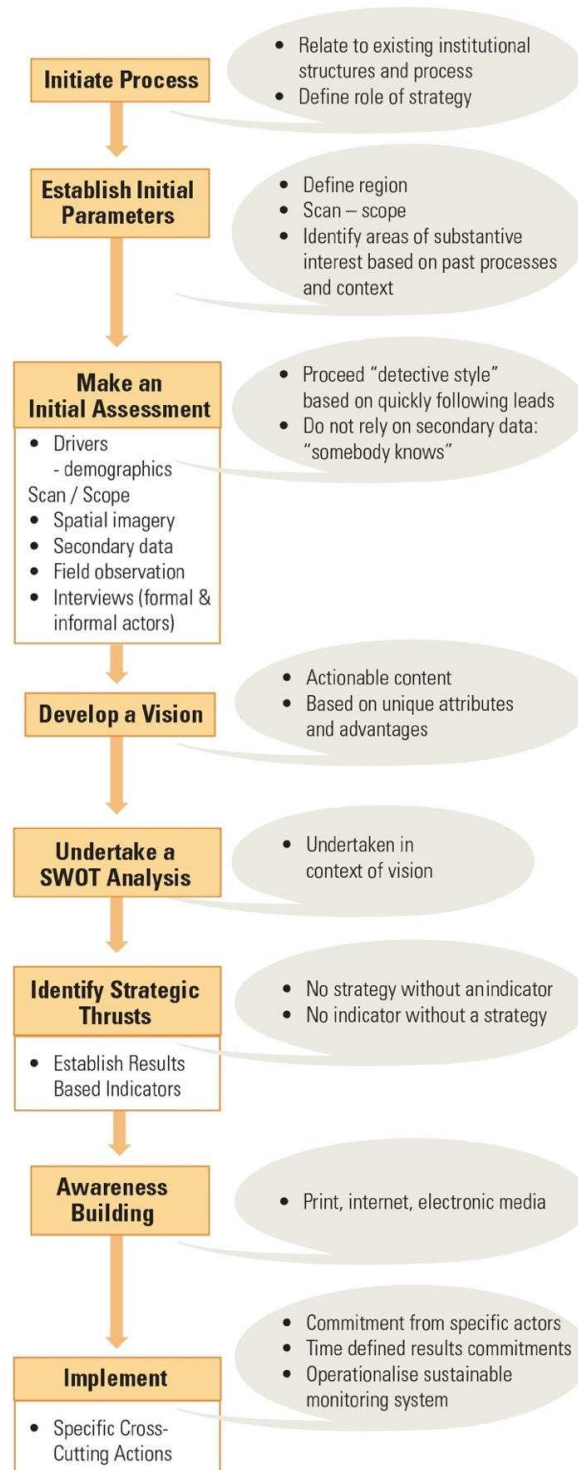 Initiate Process
• Relate to existing institutional
structures and process
• Define role of strategy
Establish Initial
Parameters
• Define region
• Scan – scope
• Identify areas of substantive
interest based on past processes
and context
Make an
Initial Assessment
• Drivers
- demographics
Scan / Scope
• Spatial imagery
• Secondary data
• Field observation
• Interviews (formal &
informal actors)
• Proceed “detective style”
based on quickly following leads
• Do not rely on secondary data:
“somebody knows”
Develop a Vision
• Actionable content
• Based on unique attributes
and advantages
Undertake a
SWOT Analysis
• Undertaken in
context of vision
Identify Strategic
Thrusts
• Establish Results
Based Indicators
• No strategy without anindicator
• No indicator without a strategy
Awareness
Building
• Print, internet, electronic media
Implement
• Specific Cross-
Cutting Actions
• Commitment from specific actors
• Time defined results commitments
• Operationalise sustainable
monitoring system